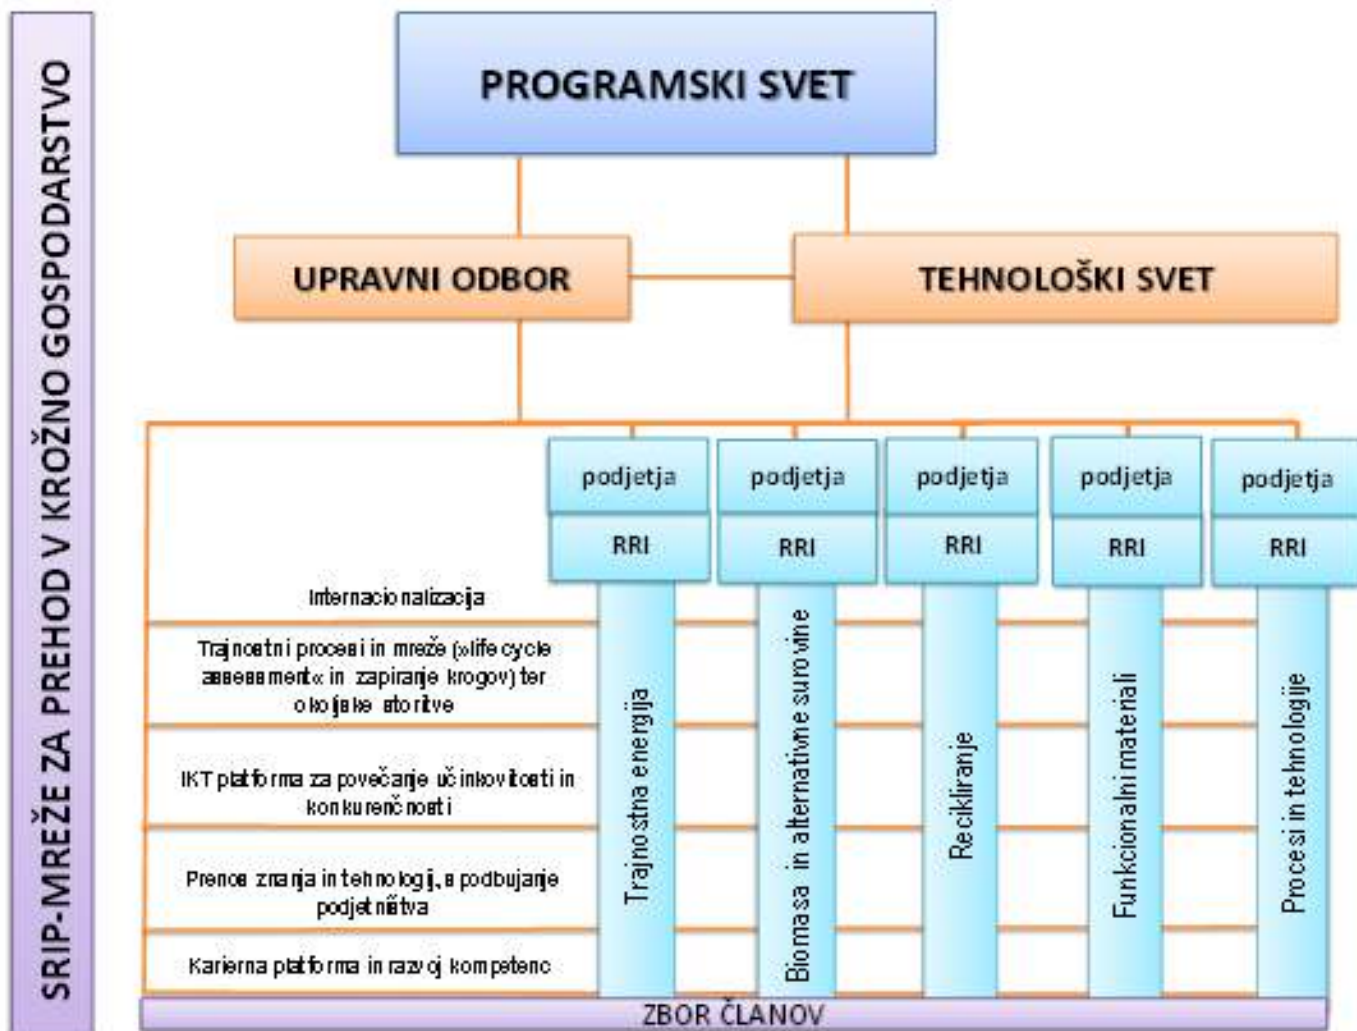 SRIP-MREŽE ZA PREHOD V KROŽNO GOSPODARSTVO
PROGRAMSKI SVET
UPRAVNI ODBOR
TEHNOLOŠKI SVET
podjetja
podjetja
podjetja
podjetja
podjetja
RRI
RRI
RRI
RRI
RRI
Internacionalizacija
Trajnostni procesi in mreže (»life cycle
assessment« in zapiranje krogov) ter
okoljske storitve
IKT platforma za povečanje učinkovitosti in
konkurenčnosti
Prenos znanja in tehnologij, s podbujanje
podjetništva
Karierna platforma in razvoj kompetenc
Trajnostna energija
Biomasa in alternativne surovine
Recikliranje
Funkcionalni materiali
Procesi in tehnologije
ZBOR ČLANOV